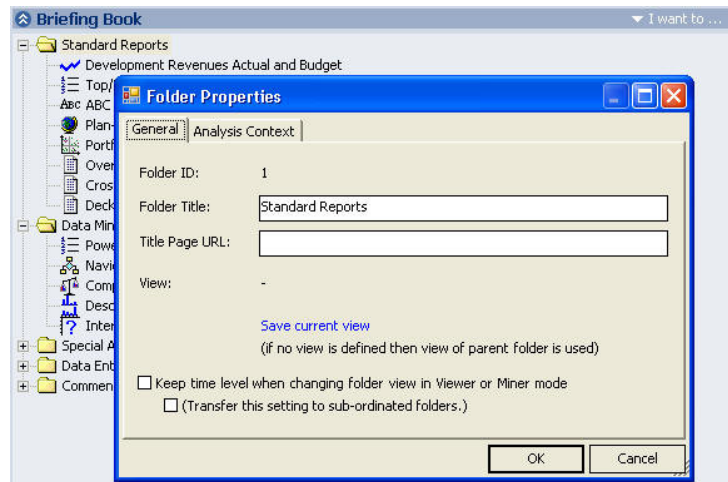 Briefing Book
I want to ...
Standard Reports
Development Revenues Actual and Budget
Top/
ABC ABC
Plan-
Portf
Over
Cros
Deck
Data Min
Powe
Navi
Comp
Desc
Inter
Special A
Data Ent
Commen
Folder Properties
General
Analysis Context
Folder ID:
1
Folder Title:
Standard Reports
Title Page URL:
View:
-
Save current view
(if no view is defined then view of parent folder is used)
Keep time level when changing folder view in Viewer or Miner mode
(Transfer this setting to sub-ordinated folders.)
OK
Cancel